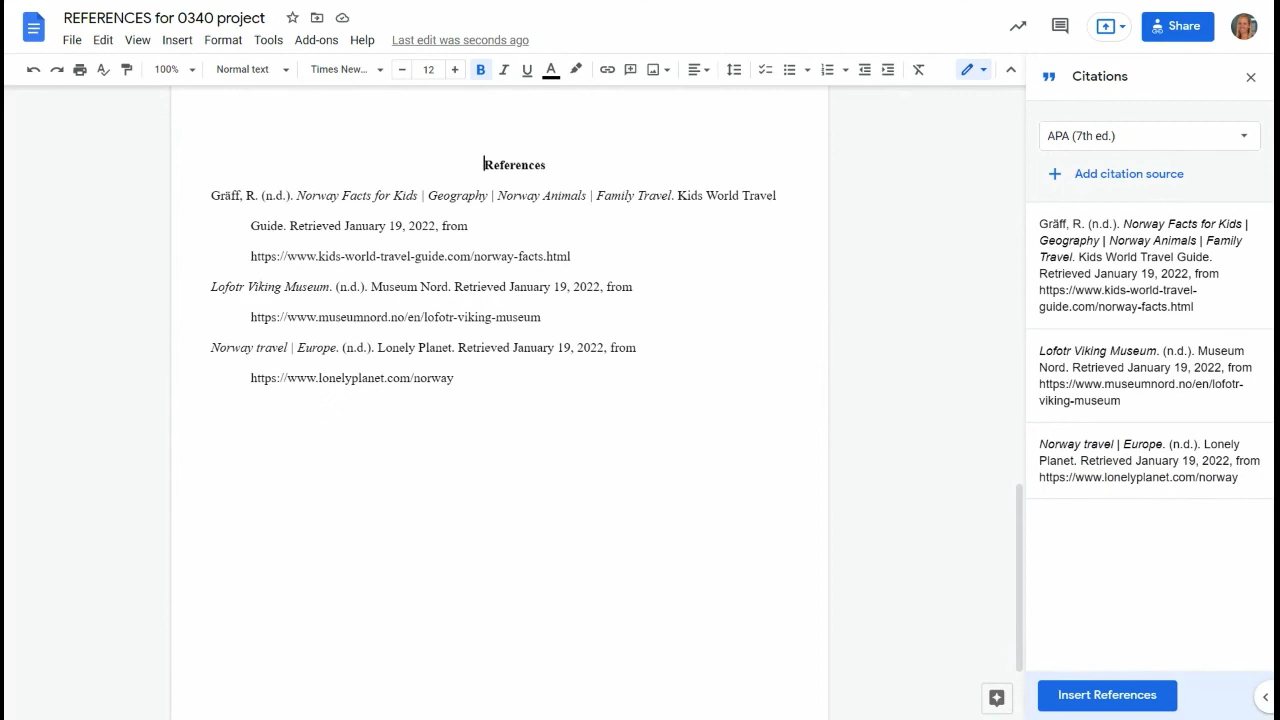 REFERENCES for 0340 project
File Edit View Insert Format Tools Add-ons Help Last edit was seconds ago
Share
100% Normal text Times New... − 12 + B I U A
Citations
APA (7th ed.)
+ Add citation source
References
Gräff, R. (n.d.). Norway Facts for Kids | Geography | Norway Animals | Family Travel. Kids World Travel
Guide. Retrieved January 19, 2022, from
https://www.kids-world-travel-guide.com/norway-facts.html
Lofotr Viking Museum. (n.d.). Museum Nord. Retrieved January 19, 2022, from
https://www.museumnord.no/en/lofotr-viking-museum
Norway travel | Europe. (n.d.). Lonely Planet. Retrieved January 19, 2022, from
https://www.lonelyplanet.com/norway
Gräff, R. (n.d.). Norway Facts for Kids |
Geography | Norway Animals | Family
Travel. Kids World Travel Guide.
Retrieved January 19, 2022, from
https://www.kids-world-travel-
guide.com/norway-facts.html
Lofotr Viking Museum. (n.d.). Museum
Nord. Retrieved January 19, 2022, from
https://www.museumnord.no/en/lofotr-
viking-museum
Norway travel | Europe. (n.d.). Lonely
Planet. Retrieved January 19, 2022, from
https://www.lonelyplanet.com/norway
Insert References